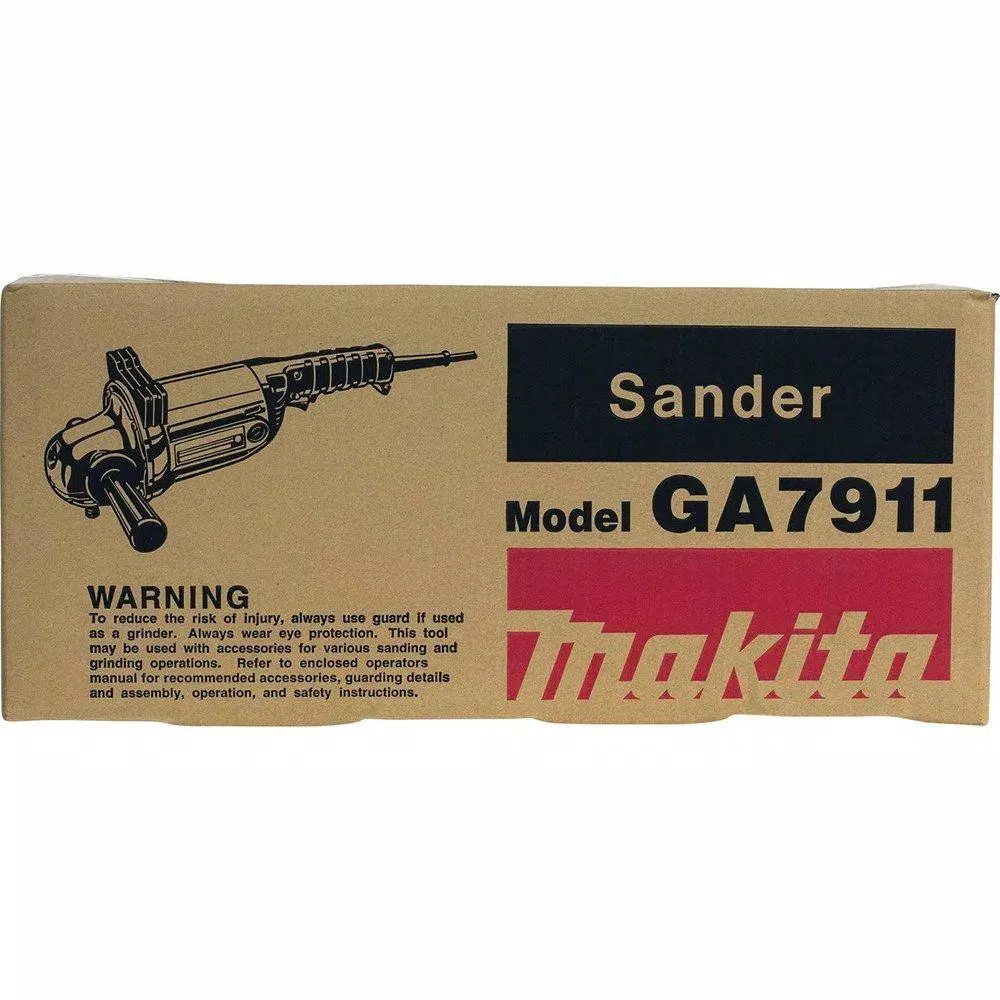 Sander
Model GA7911
Makita
WARNING
To reduce the risk of injury, always use guard if used
as a grinder. Always wear eye protection. This tool
may be used with accessories for various sanding and
grinding operations. Refer to enclosed operators
manual for recommended accessories, guarding details
and assembly, operation, and safety instructions.